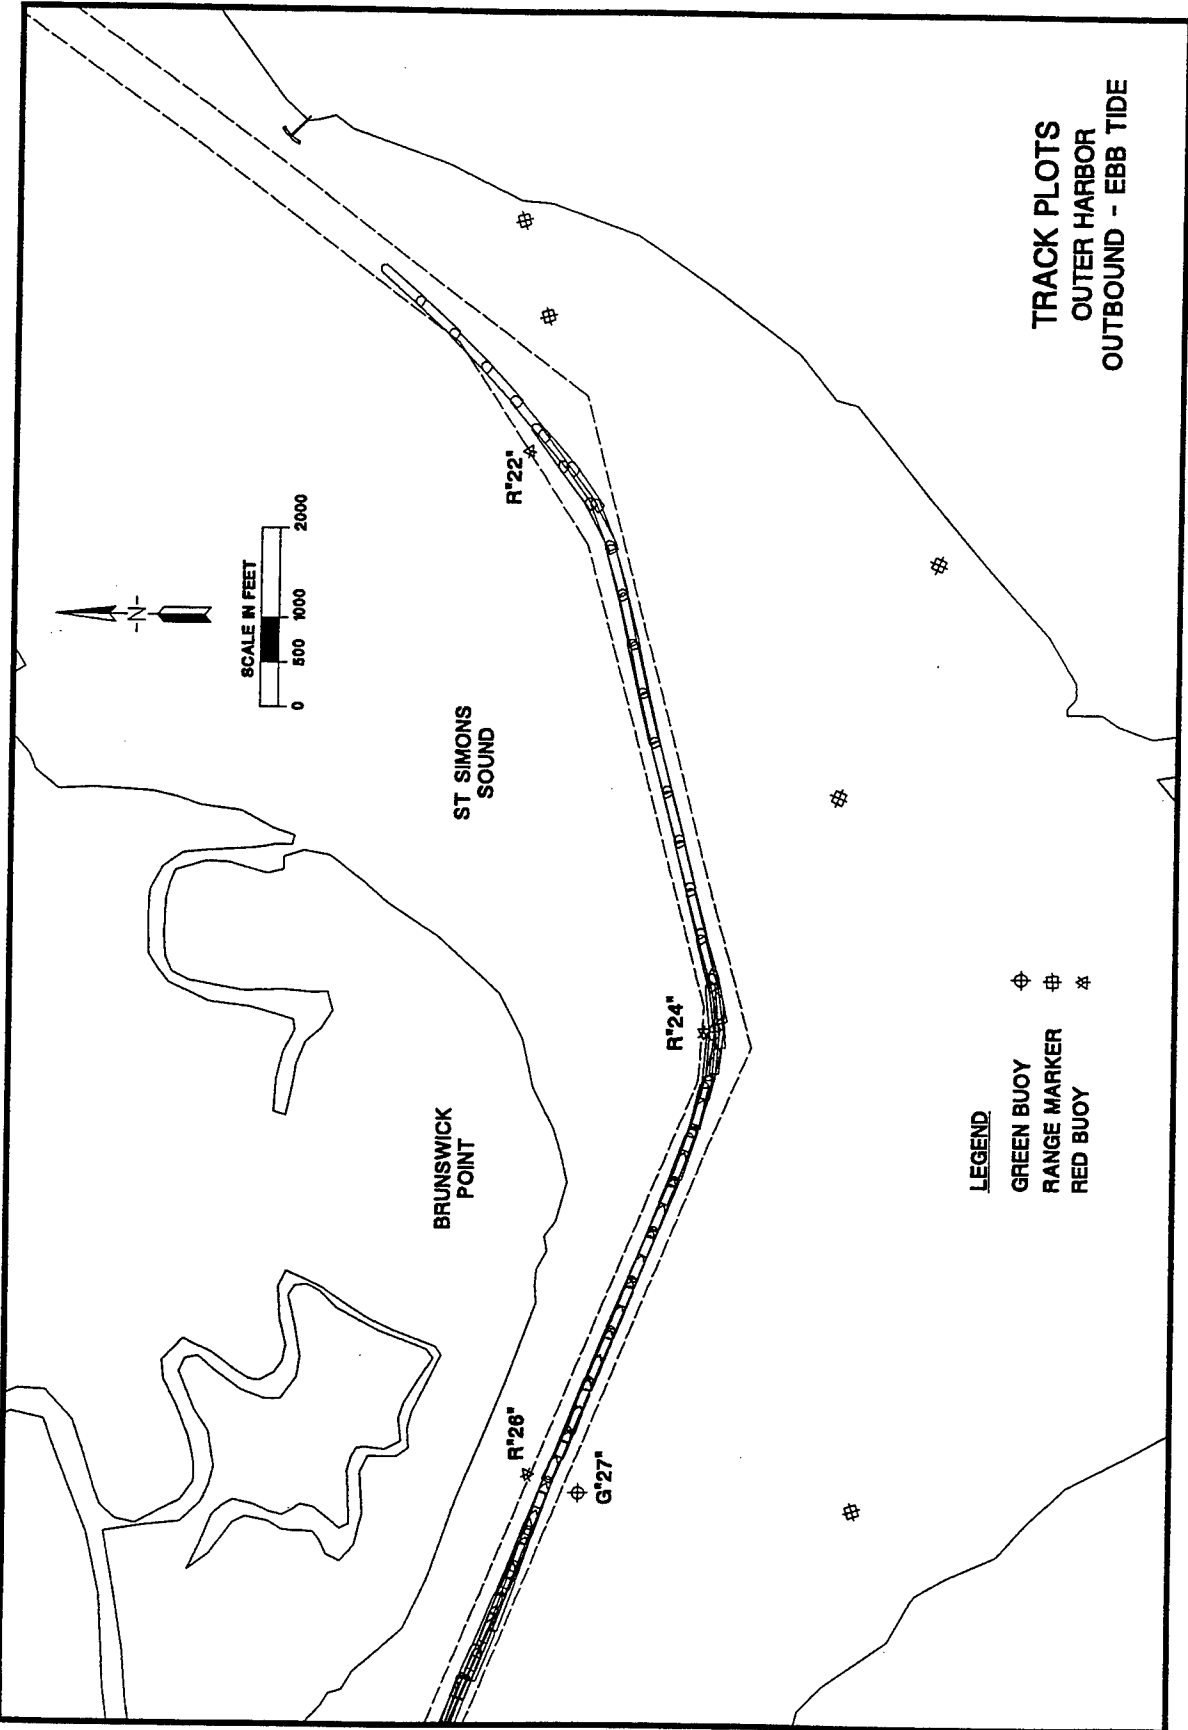 TRACK PLOTS
OUTER HARBOR
OUTBOUND - EBB TIDE
SCALE IN FEET
0 500 1000 2000
-N-
R"22"
ST SIMONS
SOUND
R"24"
BRUNSWICK
POINT
R"26"
G"27"
LEGEND
GREEN BUOY
RANGE MARKER
RED BUOY